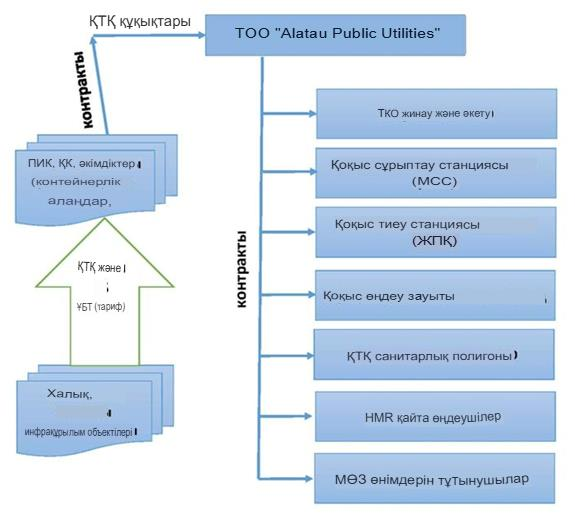 ҚТҚ құқықтары
ТОО "Alatau Public Utilities"
контракты
ПИК, ҚК, әкімдіктер
(контейнерлік
алаңдар,
ҚТҚ және
ҰБТ (тариф)
Халық,
инфрақұрылым объектілері
контракты
ТКО жинау және әкету
Қоқыс сұрыптау станциясы
(МСС)
Қоқыс тиеу станциясы
(ЖПҚ)
Қоқыс өңдеу зауыты
ҚТҚ санитарлық полигоны
HMR қайта өңдеушілер
МӨЗ өнімдерін тұтынушылар